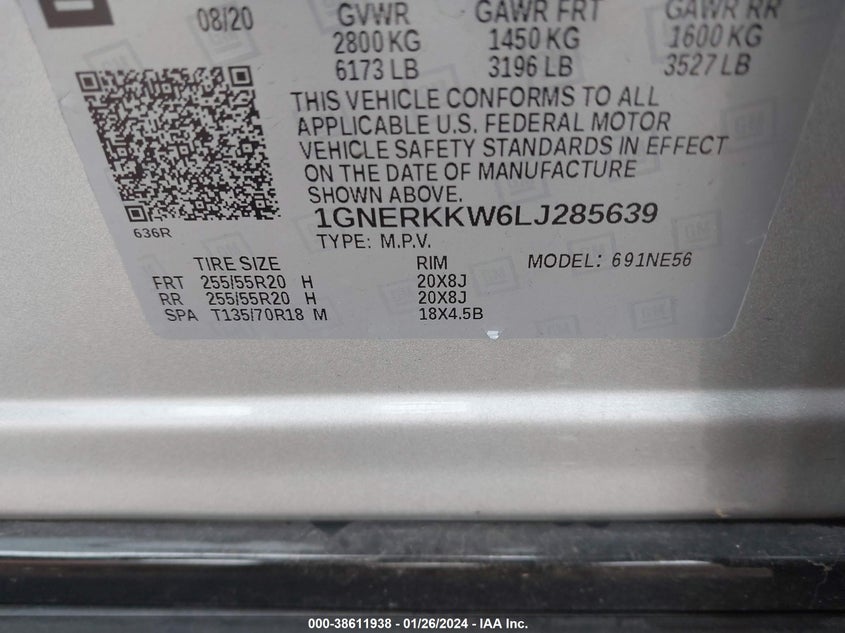 08/20 GVWR GAWR FRT GAWR RR
2800 KG 1450 KG 1600 KG
6173 LB 3196 LB 3527 LB
THIS VEHICLE CONFORMS TO ALL
APPLICABLE U.S. FEDERAL MOTOR
VEHICLE SAFETY STANDARDS IN EFFECT
ON THE DATE OF MANUFACTURE
SHOWN ABOVE.
636R
1GNERKKW6LJ285639
TYPE: M.P.V.
TIRE SIZE RIM MODEL: 691NE56
FRT 255/55R20 H 20X8J
RR 255/55R20 H 20X8J
SPA T135/70R18 M 18X4.5B
000-38611938 - 01/26/2024 - IAA Inc.